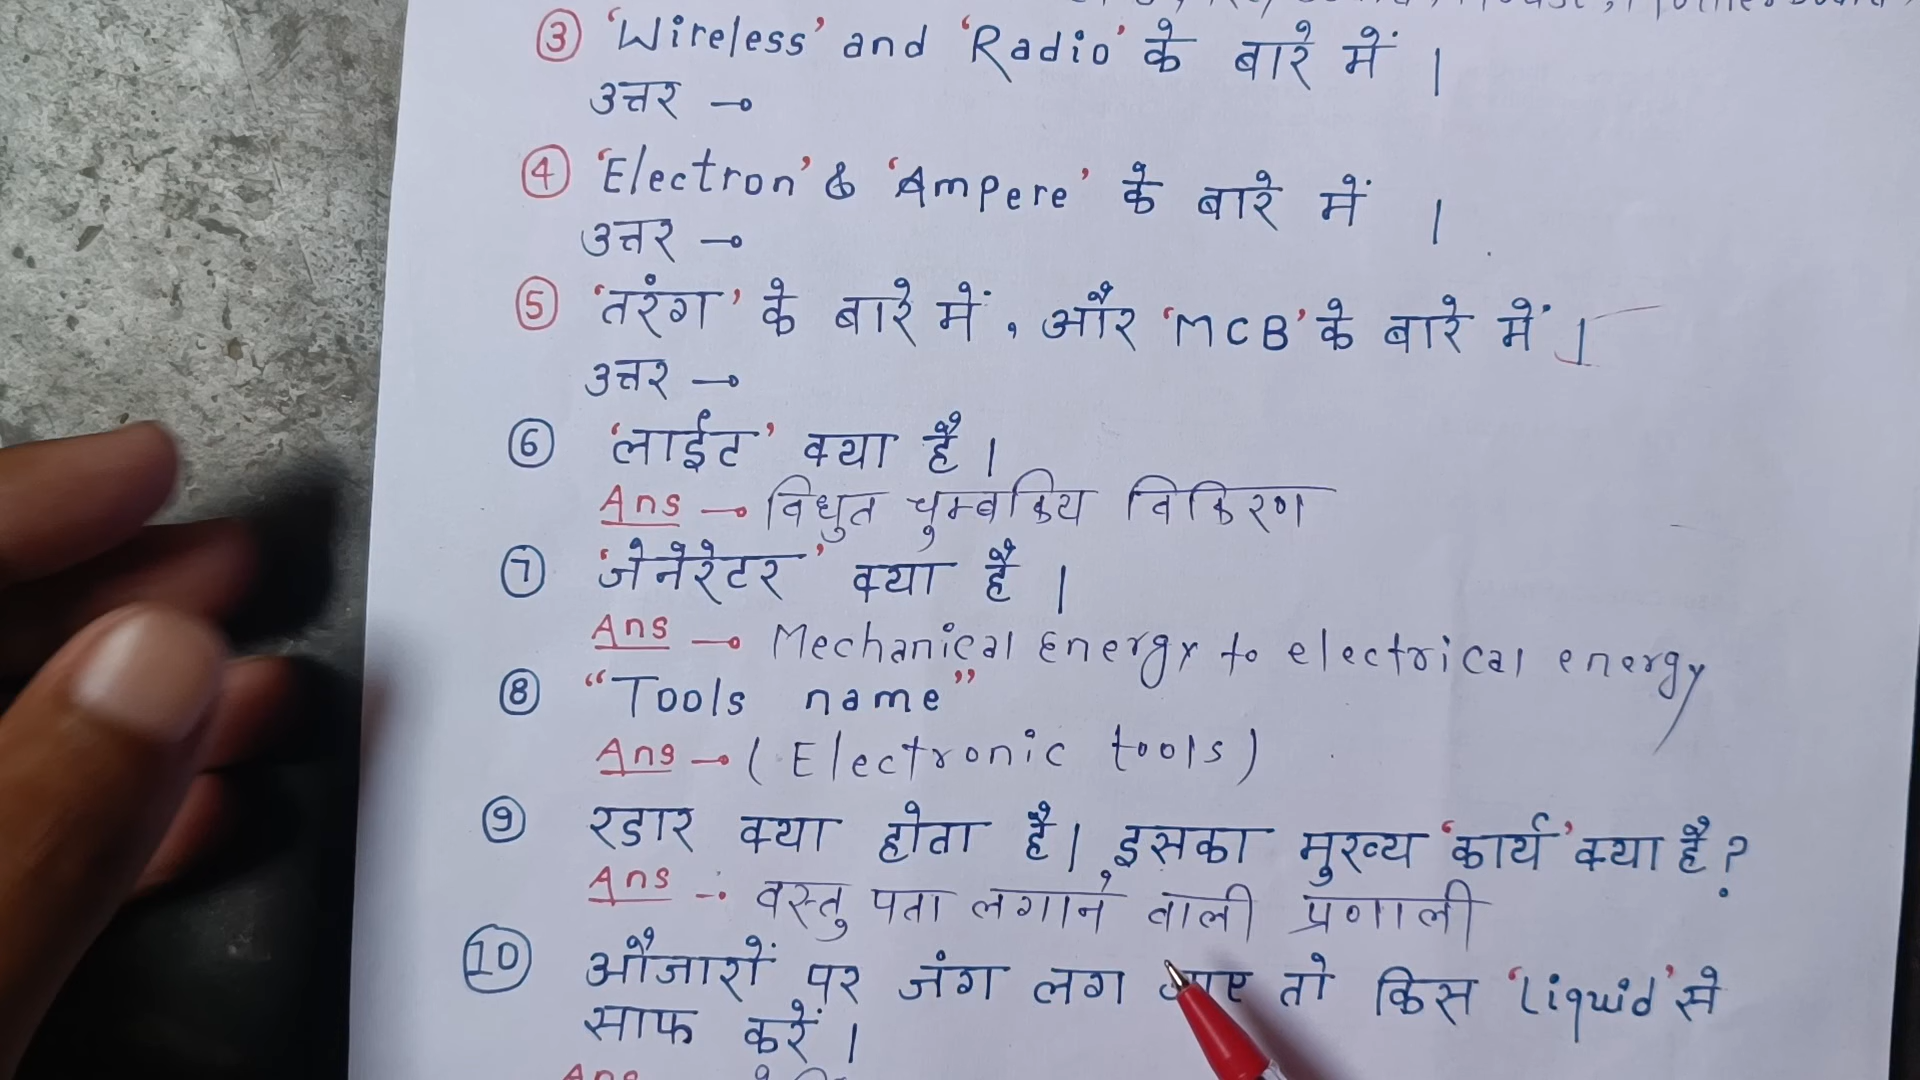 ③ 'Wireless' and 'Radio' के बारे में ।
उत्तर →
④ 'Electron' & 'Ampere' के बारे में ।
उत्तर →
⑤ 'तरंग' के बारे में, और 'MCB' के बारे में ।
उत्तर →
⑥ 'लाईट' क्या है ।
Ans → विधुत चुम्बकिय विकिरण
⑦ 'जेनेरेटर' क्या है ।
Ans → Mechanical Energy to electrical energy
⑧ "Tools name"
Ans → (Electronic tools)
⑨ रडार क्या होता है। इसका मुख्य 'कार्य' क्या है ?
Ans -: वस्तु पता लगाने वाली प्रणाली
⑩ औजारों पर जंग लग जाए तो किस 'Liquid' से
साफ करें ।
Ans